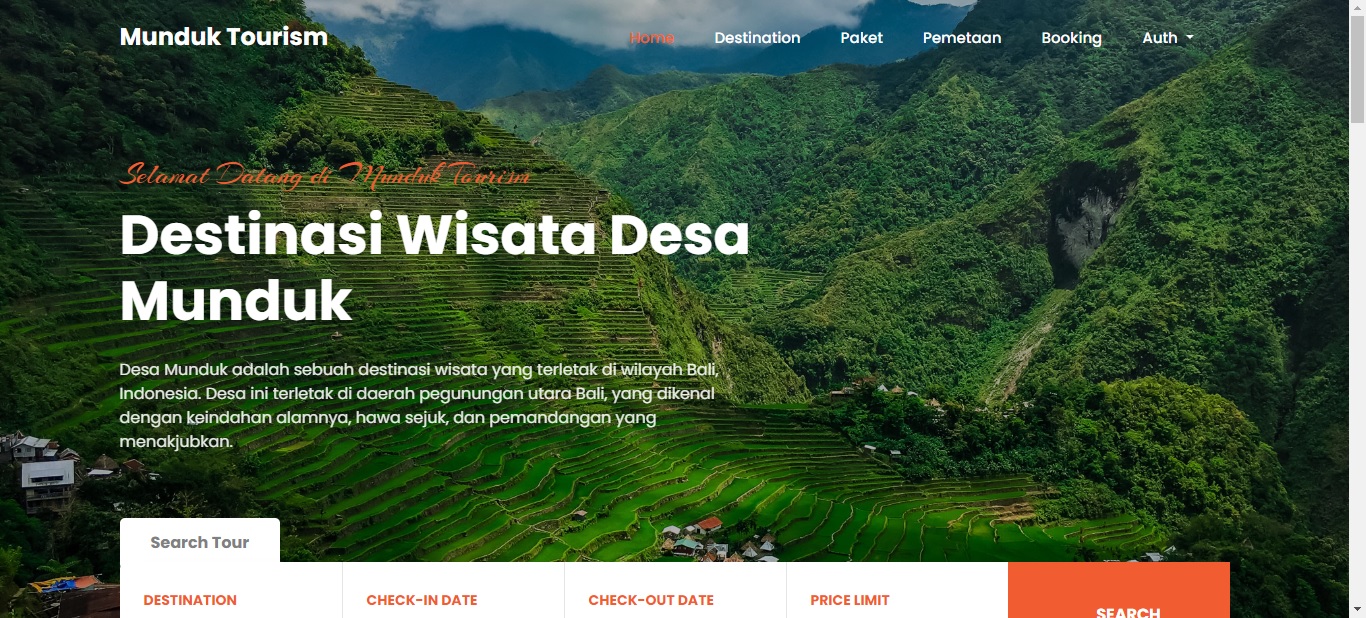 Munduk Tourism
Home Destination Paket Pemetaan Booking Auth
Selamat Datang di Munduk Tourism
Destinasi Wisata Desa
Munduk
Desa Munduk adalah sebuah destinasi wisata yang terletak di wilayah Bali,
Indonesia. Desa ini terletak di daerah pegunungan utara Bali, yang dikenal
dengan keindahan alamnya, hawa sejuk, dan pemandangan yang
menakjubkan.
Search Tour
DESTINATION CHECK-IN DATE CHECK-OUT DATE PRICE LIMIT
SEARCH